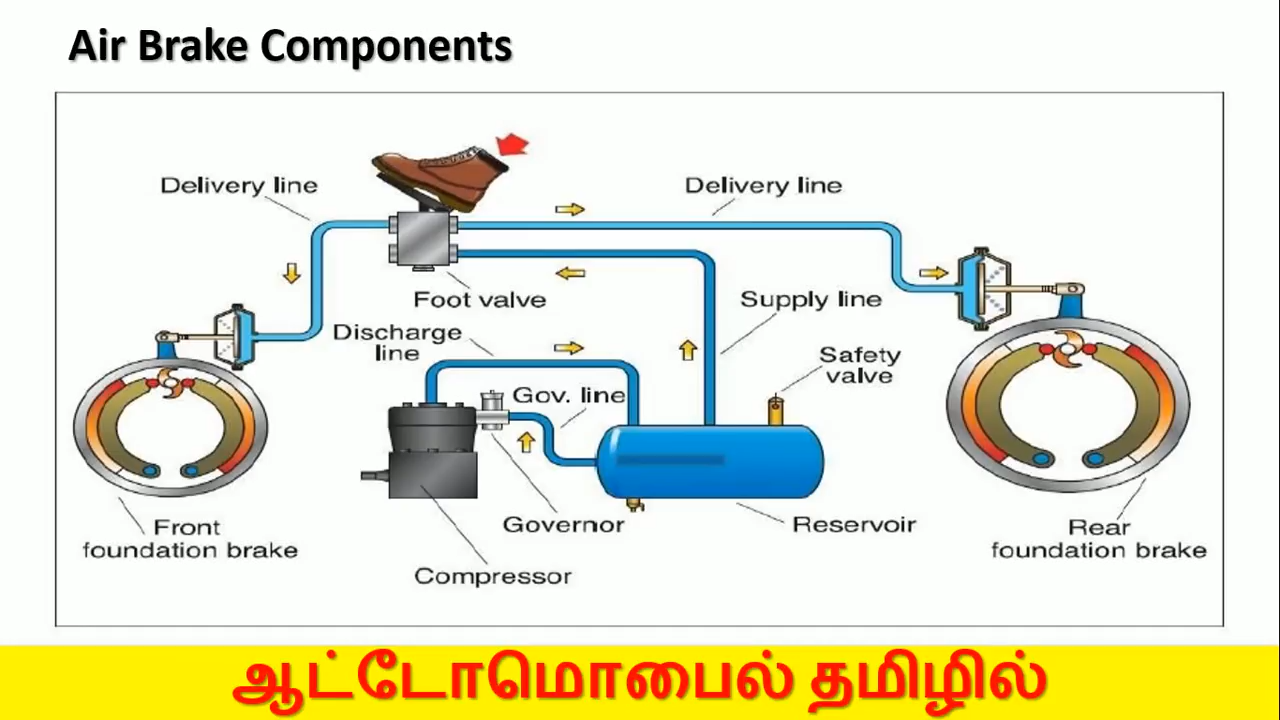 Air Brake Components
Delivery line
Delivery line
Foot valve
Supply line
Discharge
line
Safety
valve
Gov. line
Governor
Reservoir
Front
foundation brake
Rear
foundation brake
Compressor
ஆட்டோமொபைல் தமிழில்